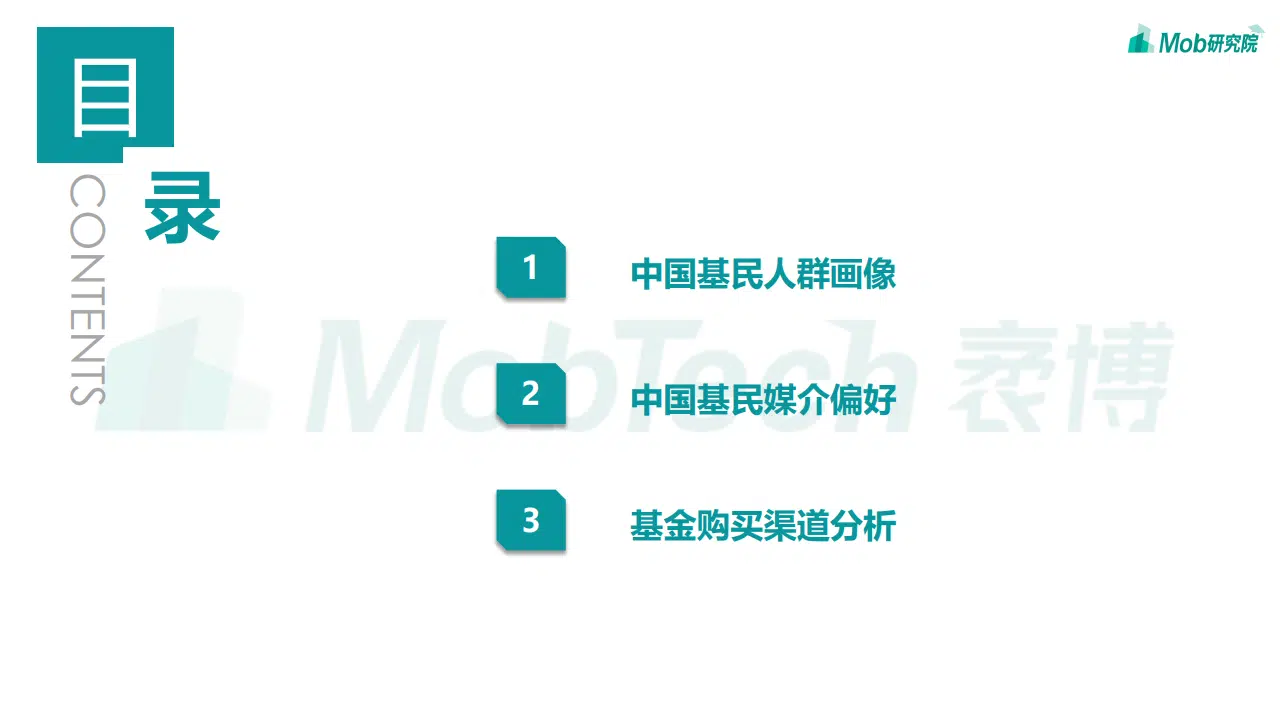 目
录
CONTENTS
Mob研究院
1
中国基民人群画像
2
中国基民媒介偏好
3
基金购买渠道分析
MobTech 袤博